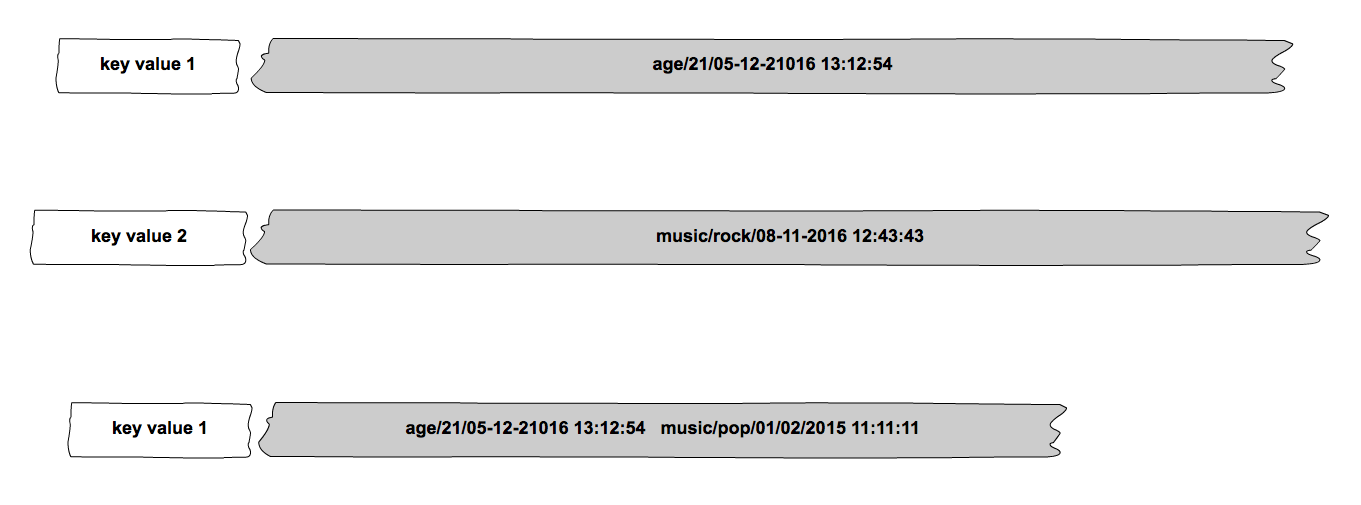 key value 1 age/21/05-12-21016 13:12:54
key value 2 music/rock/08-11-2016 12:43:43
key value 1 age/21/05-12-21016 13:12:54 music/pop/01/02/2015 11:11:11